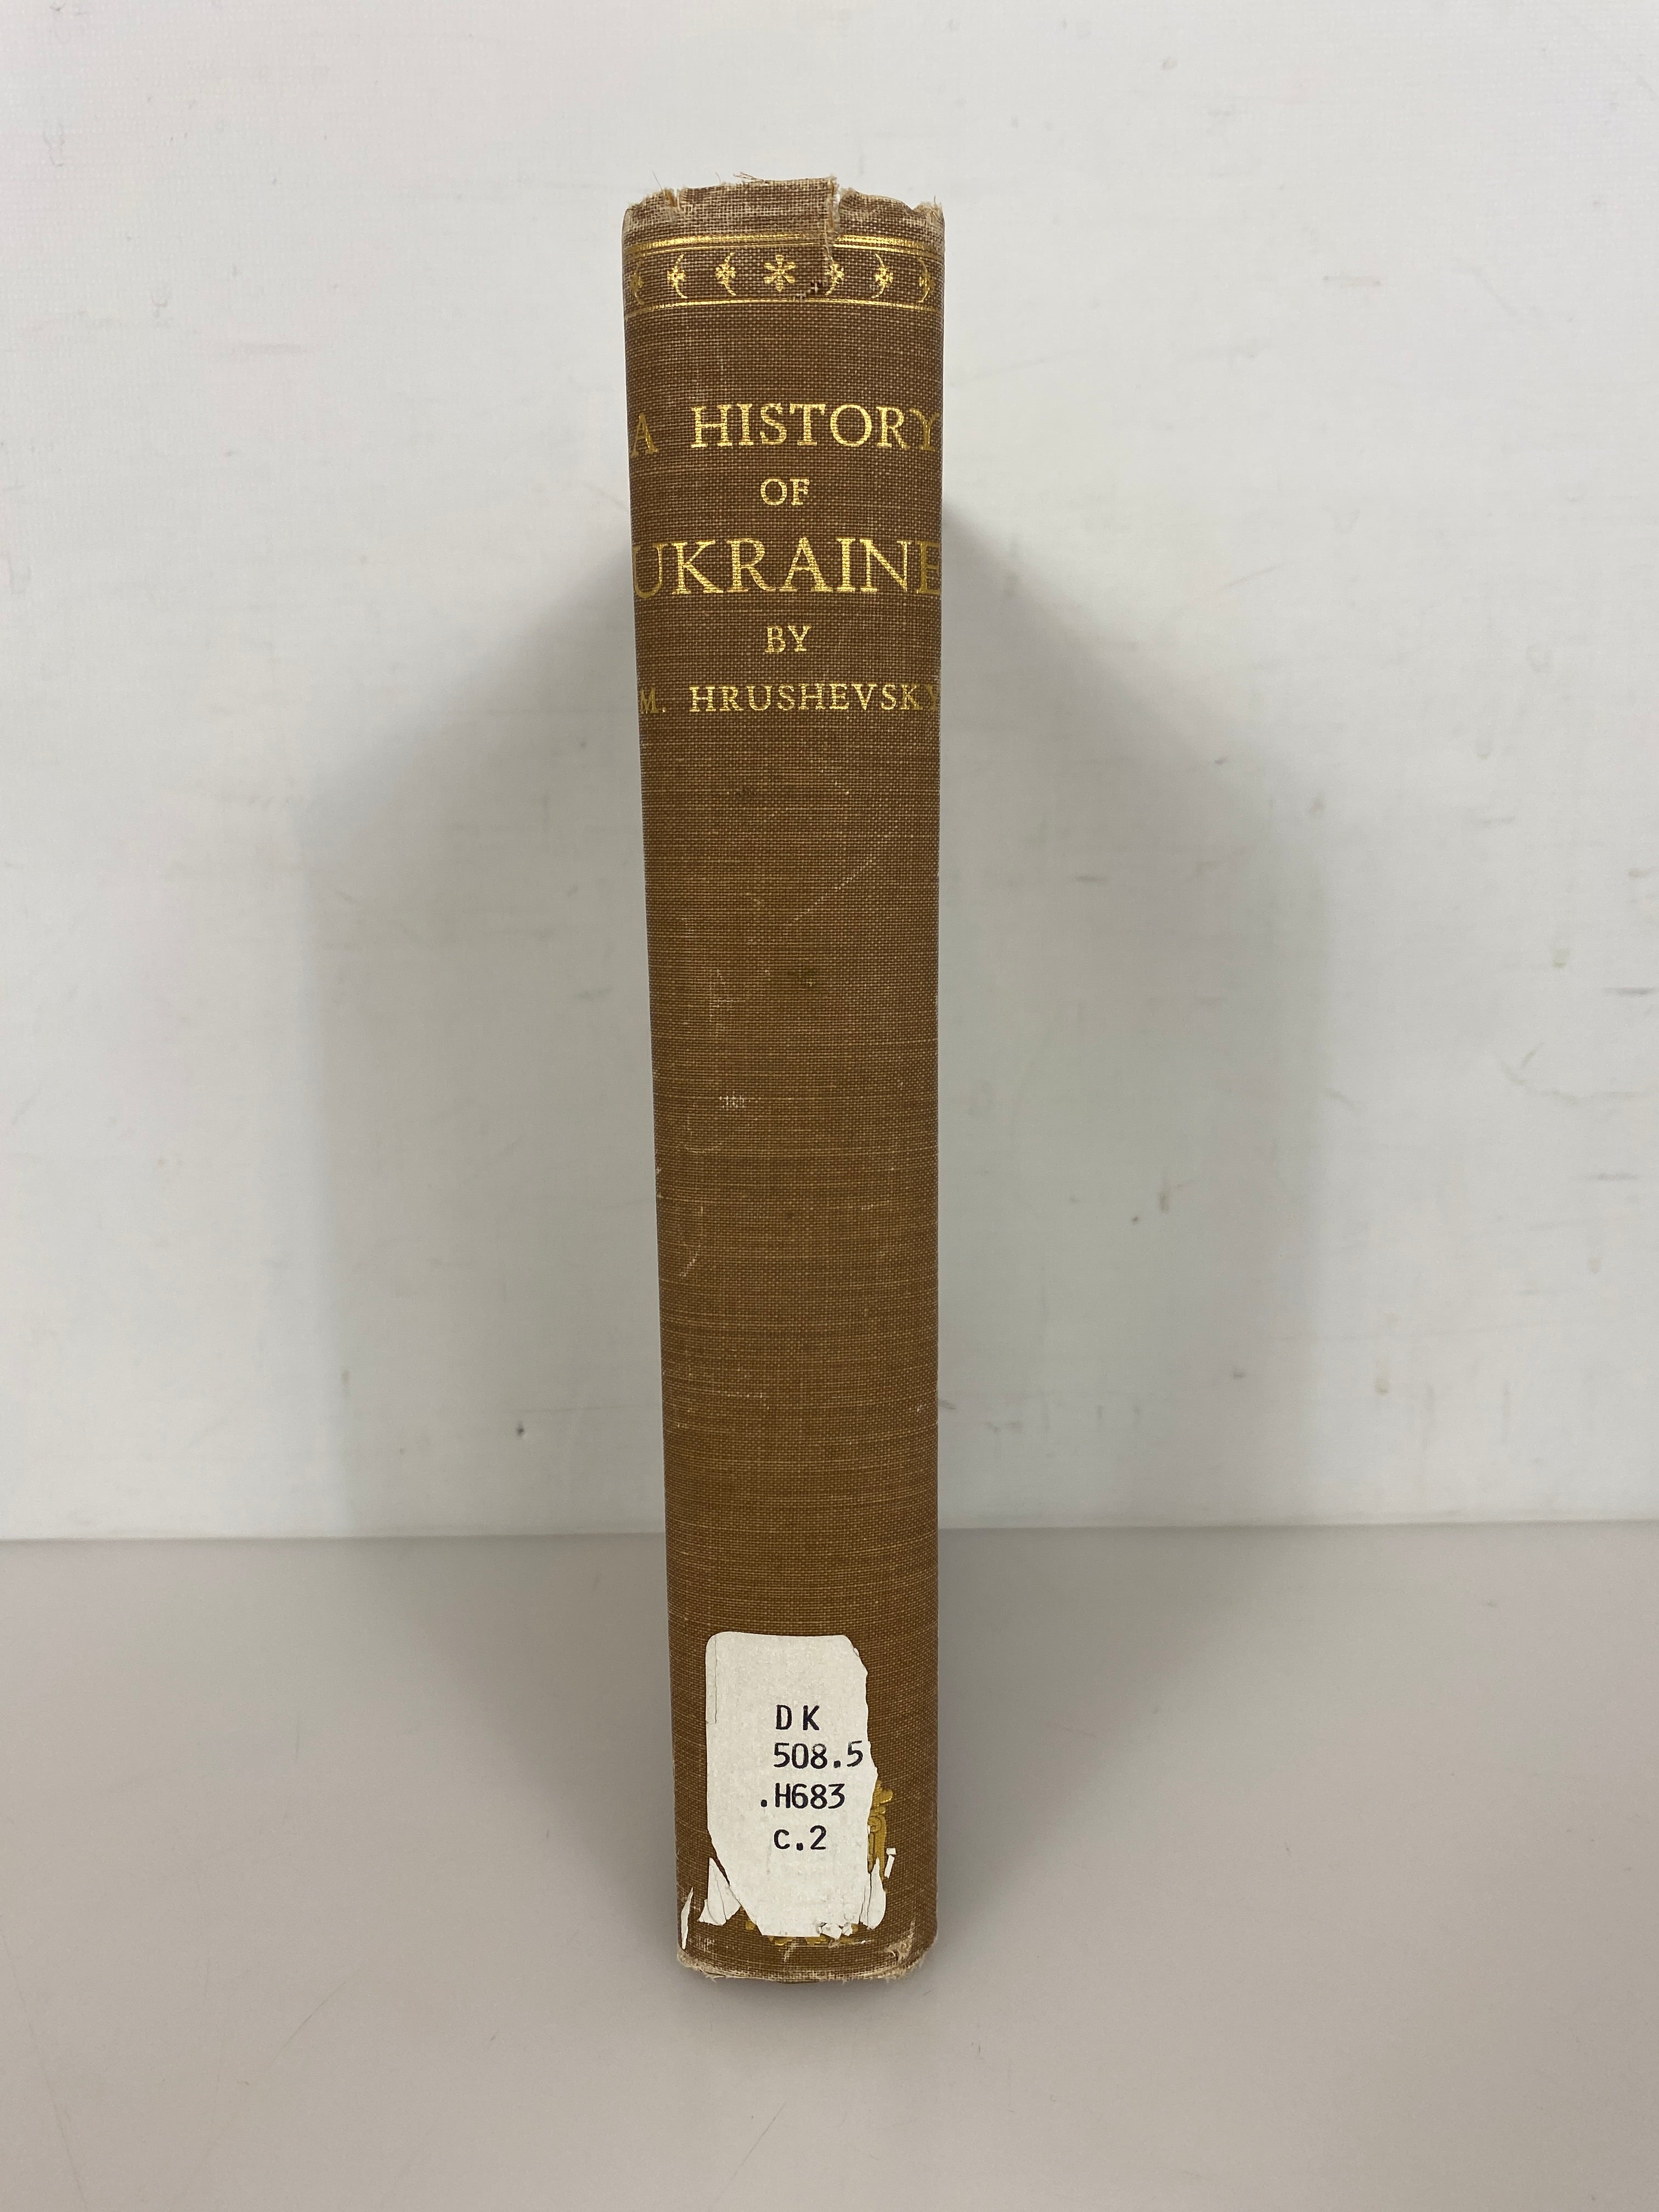 A HISTORY
OF
UKRAINE
BY
M. HRUSHEVSKY
DK
508.5
.H683
c.2